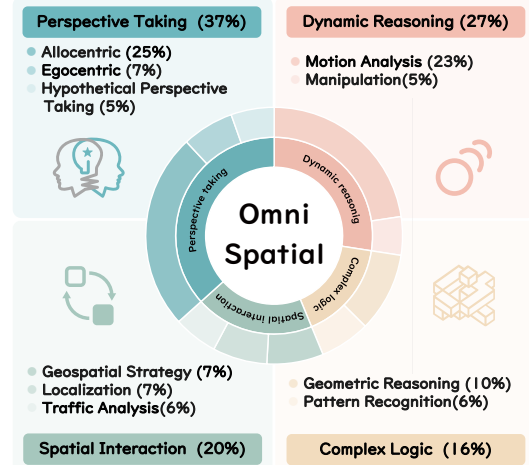 Perspective Taking (37%)
Allocentric (25%)
Egocentric (7%)
Hypothetical Perspective
Taking (5%)
Dynamic Reasoning (27%)
Motion Analysis (23%)
Manipulation(5%)
Perspective taking
Dynamic reasonig
Omni
Spatial
Spatial interaction
Complex logic
Geospatial Strategy (7%)
Localization (7%)
Traffic Analysis(6%)
Spatial Interaction (20%)
Geometric Reasoning (10%)
Pattern Recognition(6%)
Complex Logic (16%)